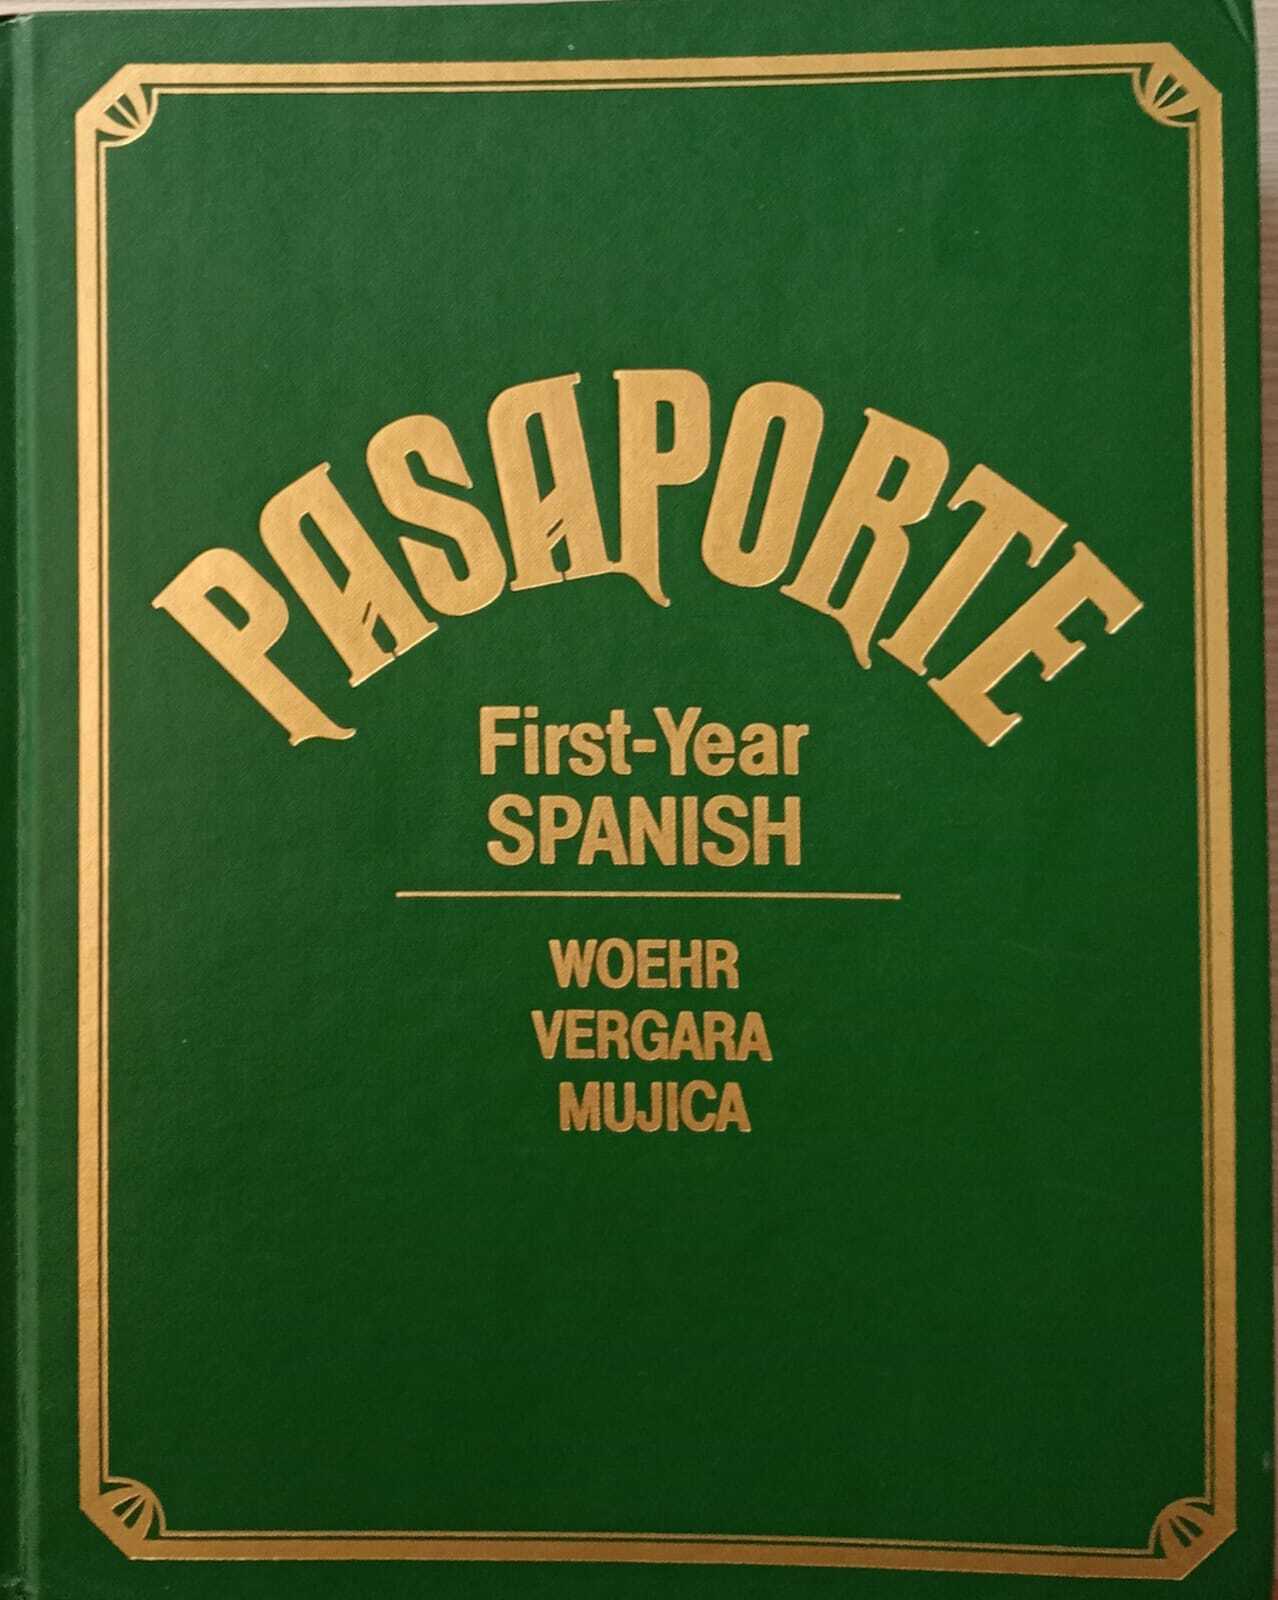 PASAPORTE
First-Year
SPANISH
WOEHR
VERGARA
MUJICA